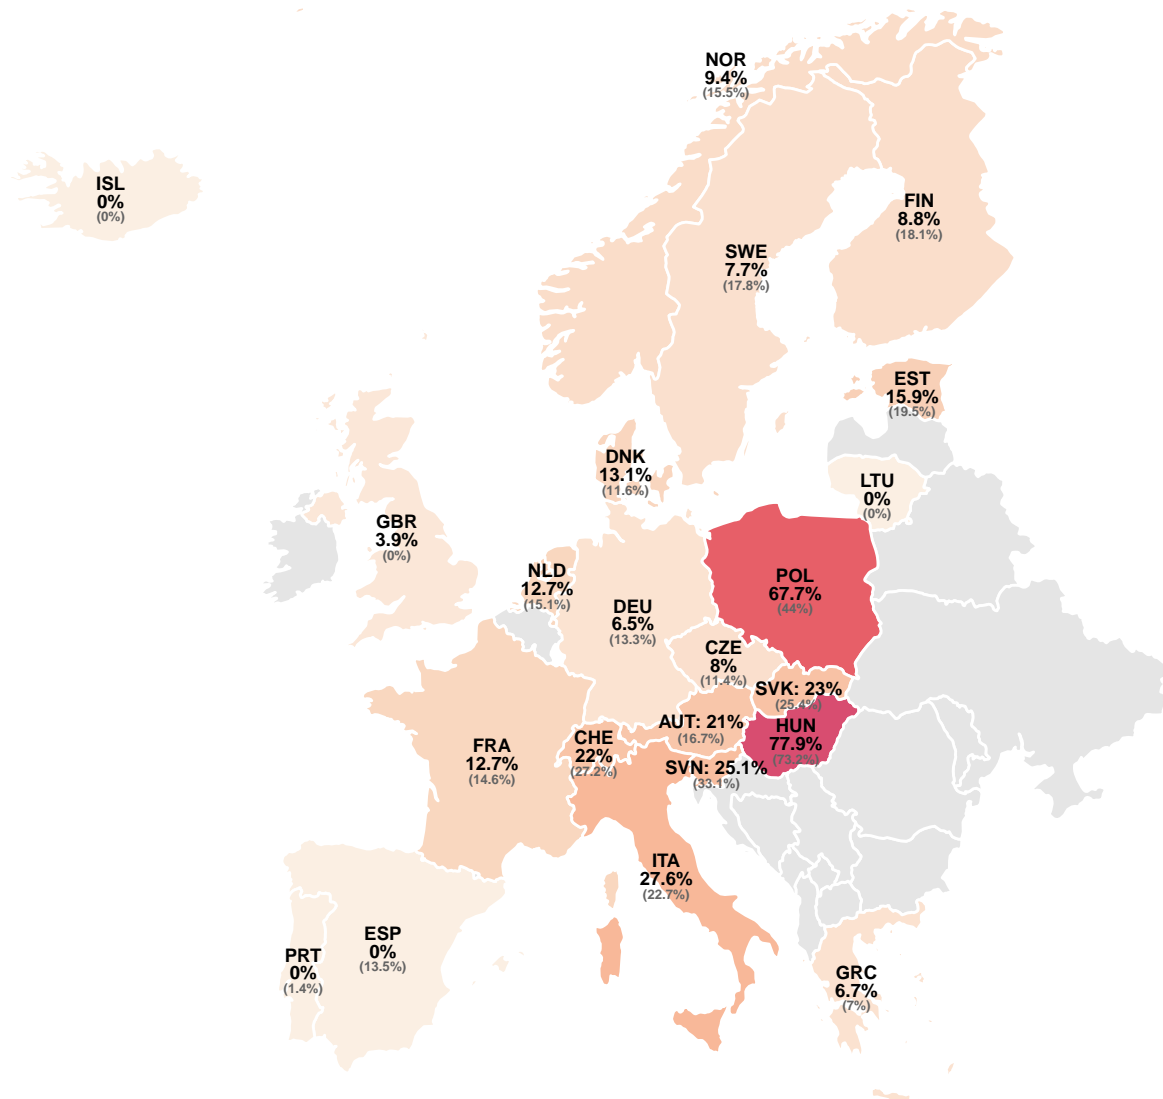 NOR
9.4%
(15.5%)
ISL
0%
(0%)
FIN
8.8%
(18.1%)
SWE
7.7%
(17.8%)
EST
15.9%
(19.5%)
DNK
13.1%
(11.6%)
LTU
0%
(0%)
GBR
3.9%
(0%)
NLD
12.7%
(15.1%)
POL
67.7%
(44%)
DEU
6.5%
(13.3%)
CZE
8%
(11.4%)
SVK: 23%
(25.4%)
AUT: 21%
(16.7%)
HUN
77.9%
(73.2%)
CHE
22%
(27.2%)
FRA
12.7%
(14.6%)
SVN: 25.1%
(33.1%)
ITA
27.6%
(22.7%)
ESP
0%
(13.5%)
PRT
0%
(1.4%)
GRC
6.7%
(7%)